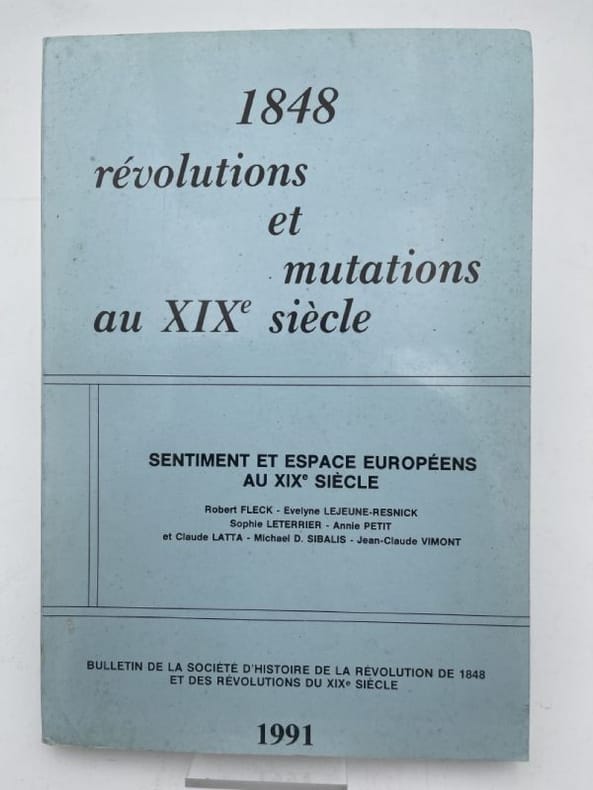 1848
révolutions
et
mutations
au XIXe siècle
SENTIMENT ET ESPACE EUROPÉENS
AU XIXe SIÈCLE
Robert FLECK - Evelyne LEJEUNE-RESNICK
Sophie LETERRIER - Annie PETIT
et Claude LATTA - Michael D. SIBALIS - Jean-Claude VIMONT
BULLETIN DE LA SOCIÉTÉ D'HISTOIRE DE LA RÉVOLUTION DE 1848
ET DES RÉVOLUTIONS DU XIXe SIÈCLE
1991